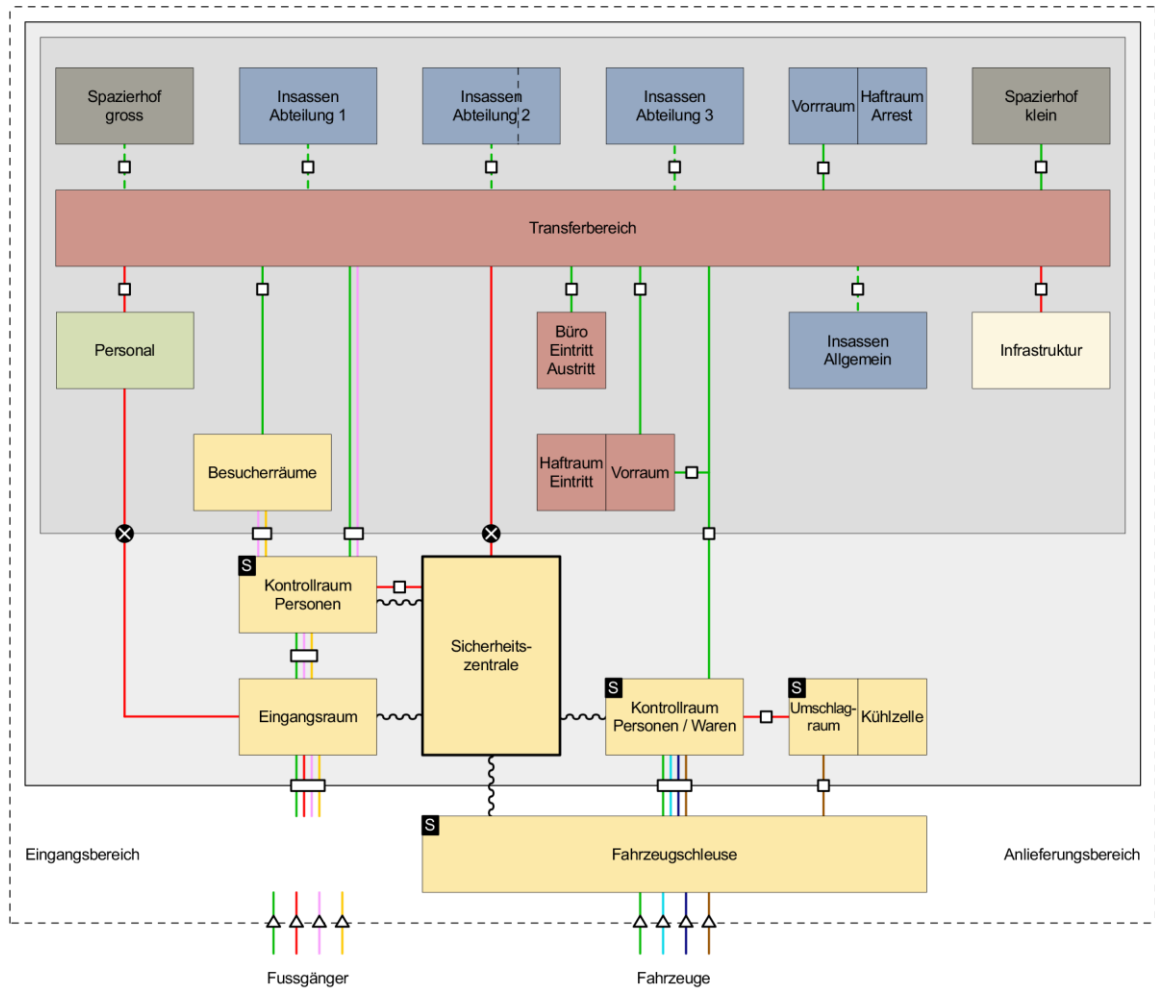 Spazierhof
gross
Insassen
Abteilung 1
Insassen
Abteilung 2
Insassen
Abteilung 3
Vorrraum
Haftraum
Arrest
Spazierhof
klein
Transferbereich
Personal
Büro
Eintritt
Austritt
Insassen
Allgemein
Infrastruktur
Besucherräume
Haftraum
Eintritt
Vorraum
S
Kontrollraum
Personen
Sicherheits-
zentrale
Eingangsraum
S
Kontrollraum
Personen / Waren
S
Umschlag-
raum
Kühlzelle
S
Eingangsbereich
Fahrzeugschleuse
Anlieferungsbereich
Fussgänger
Fahrzeuge